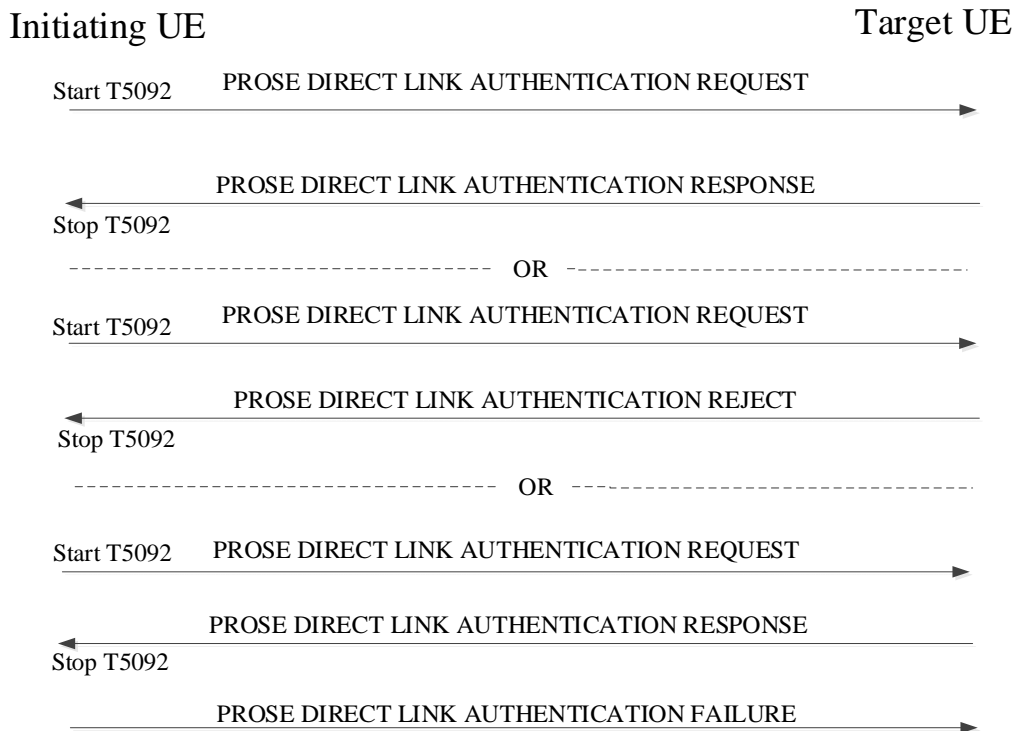 Initiating UE
Target UE
Start T5092
PROSE DIRECT LINK AUTHENTICATION REQUEST
PROSE DIRECT LINK AUTHENTICATION RESPONSE
Stop T5092
OR
Start T5092
PROSE DIRECT LINK AUTHENTICATION REQUEST
PROSE DIRECT LINK AUTHENTICATION REJECT
Stop T5092
OR
Start T5092
PROSE DIRECT LINK AUTHENTICATION REQUEST
PROSE DIRECT LINK AUTHENTICATION RESPONSE
Stop T5092
PROSE DIRECT LINK AUTHENTICATION FAILURE